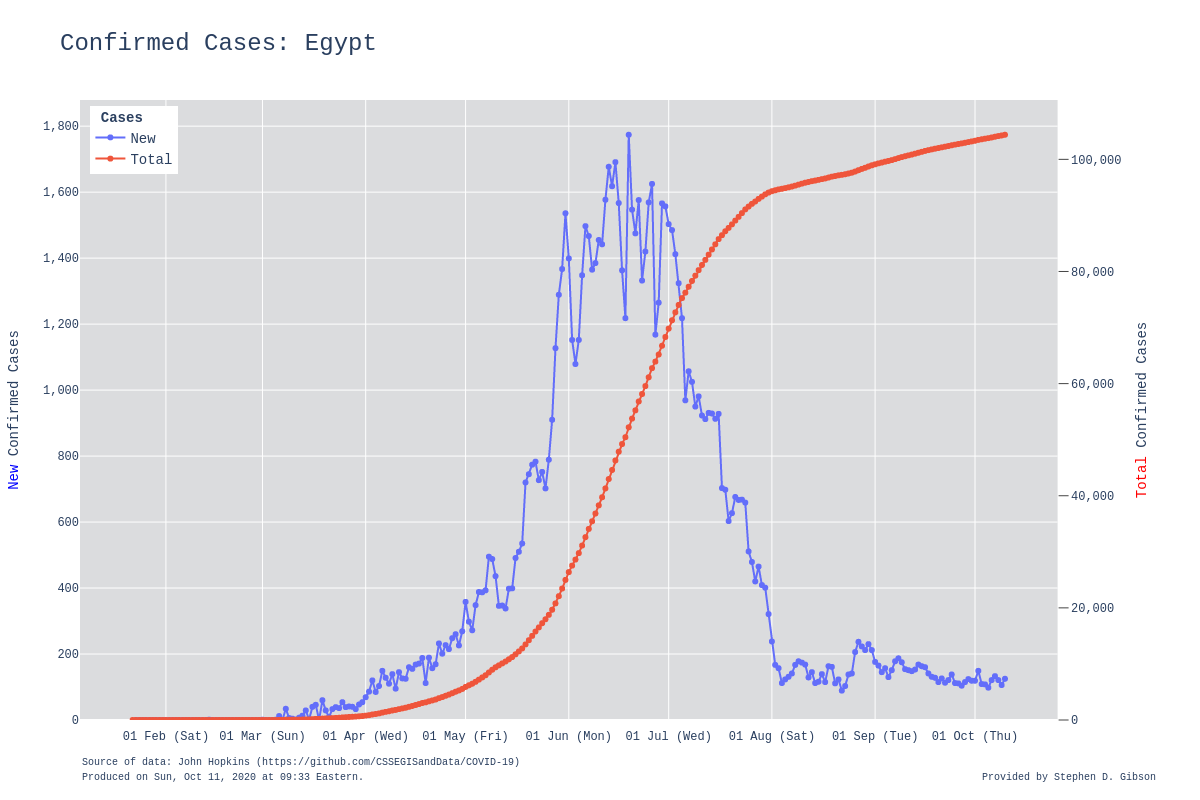 Confirmed Cases: Egypt
Cases
New
Total
1,800
1,600
1,400
1,200
1,000
800
600
400
200
0
New Confirmed Cases
100,000
80,000
60,000
40,000
20,000
0
Total Confirmed Cases
01 Feb (Sat) 01 Mar (Sun) 01 Apr (Wed) 01 May (Fri) 01 Jun (Mon) 01 Jul (Wed) 01 Aug (Sat) 01 Sep (Tue) 01 Oct (Thu)
Source of data: John Hopkins (https://github.com/CSSEGISandData/COVID-19)
Produced on Sun, Oct 11, 2020 at 09:33 Eastern.
Provided by Stephen D. Gibson